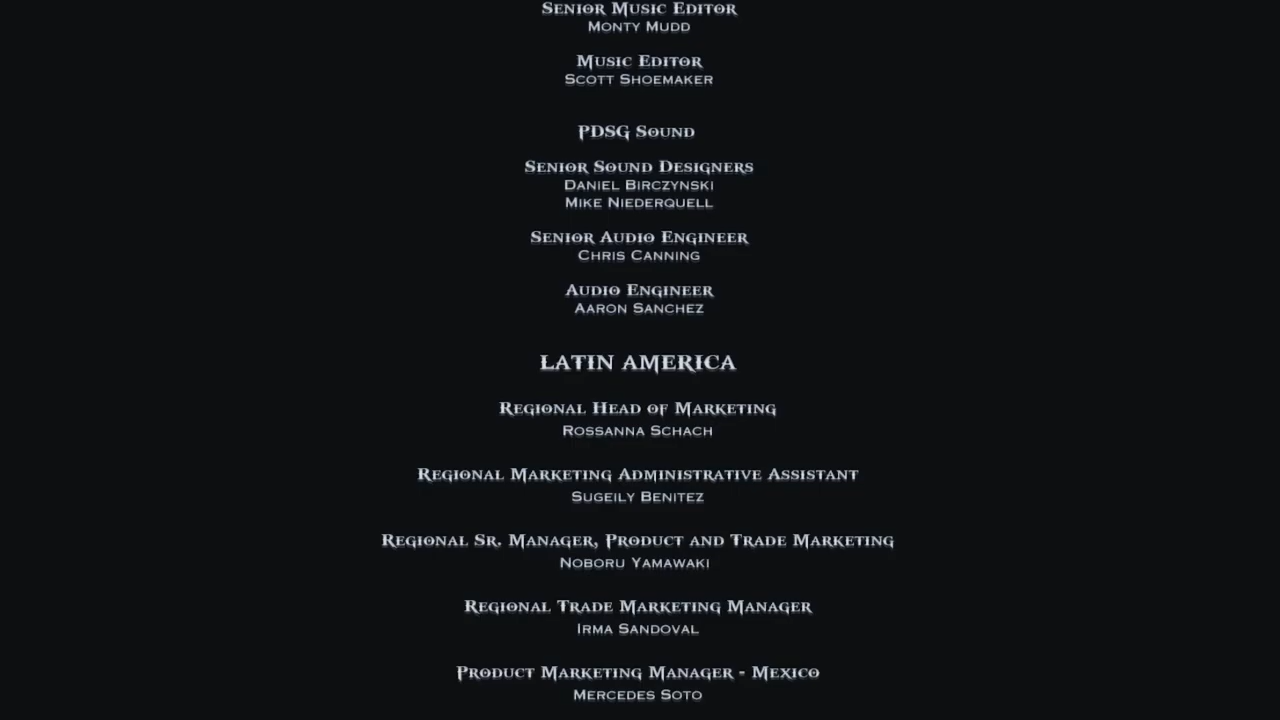 Senior Music Editor
Monty Mudd
Music Editor
Scott Shoemaker
PDSG Sound
Senior Sound Designers
Daniel Birczynski
Mike Niederquell
Senior Audio Engineer
Chris Canning
Audio Engineer
Aaron Sanchez
LATIN AMERICA
Regional Head of Marketing
Rossanna Schach
Regional Marketing Administrative Assistant
Sugeily Benitez
Regional Sr. Manager, Product and Trade Marketing
Noboru Yamawaki
Regional Trade Marketing Manager
Irma Sandoval
Product Marketing Manager - Mexico
Mercedes Soto